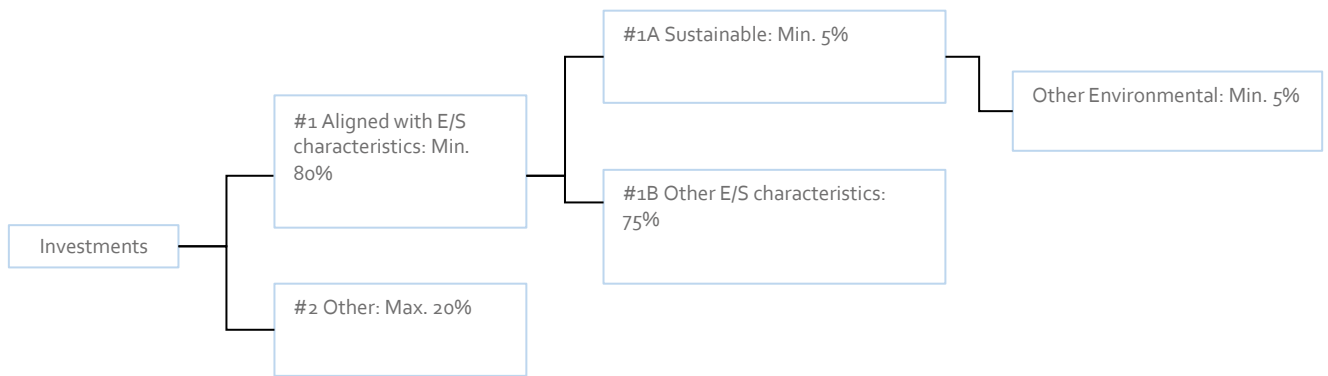 #1A Sustainable: Min. 5%
Other Environmental: Min. 5%
#1 Aligned with E/S
characteristics: Min.
80%
#1B Other E/S characteristics:
75%
Investments
#2 Other: Max. 20%